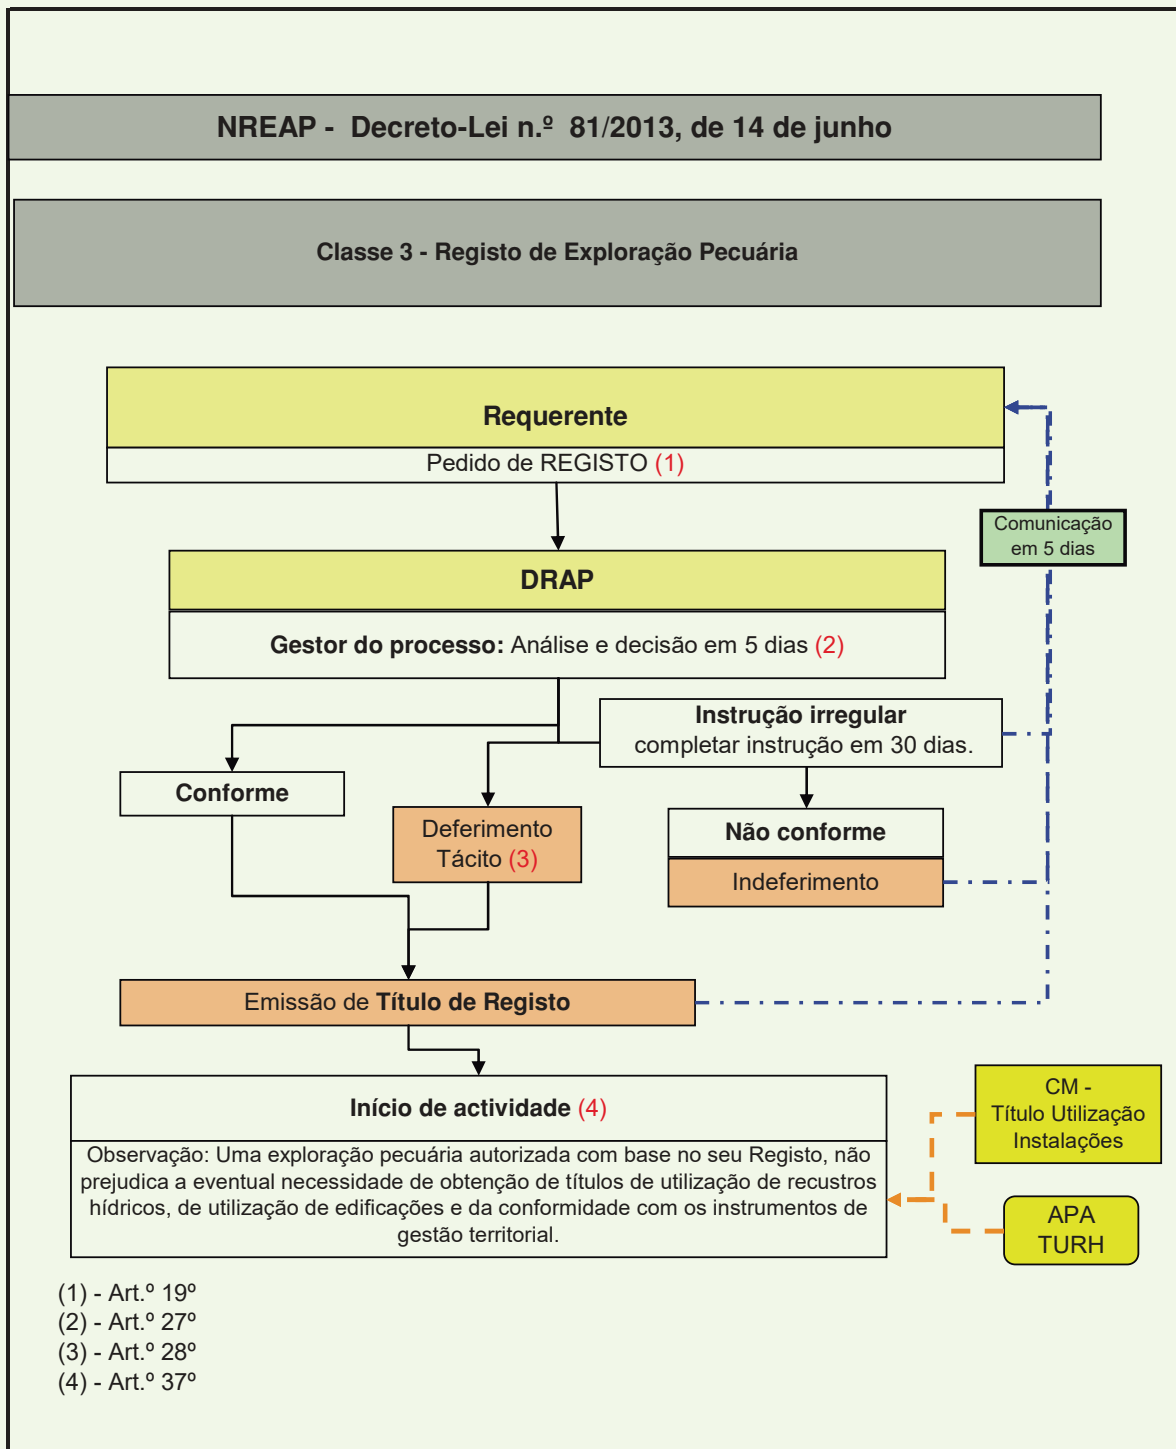 NREAP - Decreto-Lei n.º 81/2013, de 14 de junho
Classe 3 - Registo de Exploração Pecuária
Requerente
Pedido de REGISTO (1)
Comunicação
em 5 dias
DRAP
Gestor do processo: Análise e decisão em 5 dias (2)
Instrução irregular
completar instrução em 30 dias.
Conforme
Deferimento
Tácito (3)
Não conforme
Indeferimento
Emissão de Título de Registo
Início de actividade (4)
Observação: Uma exploração pecuária autorizada com base no seu Registo, não
prejudica a eventual necessidade de obtenção de títulos de utilização de recustros
hídricos, de utilização de edificações e da conformidade com os instrumentos de
gestão territorial.
CM -
Título Utilização
Instalações
APA
TURH
(1) - Art.º 19º
(2) - Art.º 27º
(3) - Art.º 28º
(4) - Art.º 37º